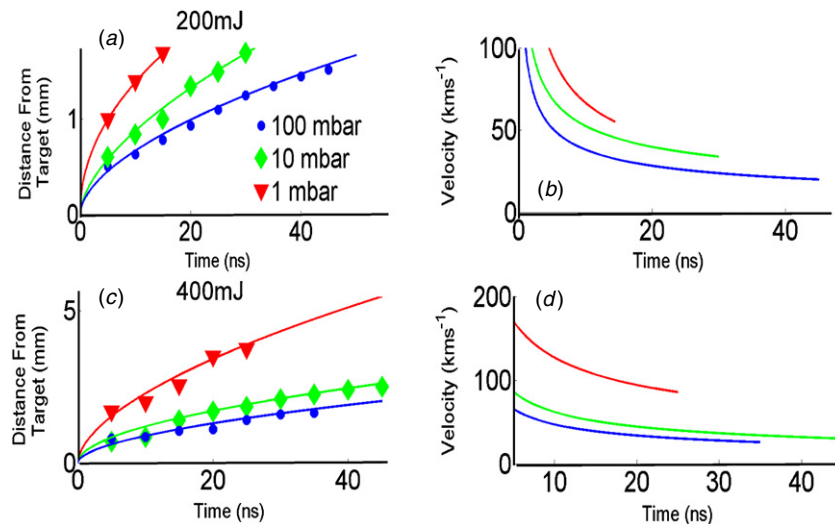 (a)
200mJ
Distance From
Target (mm)
1
0
100 mbar
10 mbar
1 mbar
0
20
40
Time (ns)
Velocity (kms⁻¹)
100
50
0
(b)
0
20
40
Time (ns)
(c)
400mJ
Distance From
Target (mm)
5
0
0
20
40
Time (ns)
(d)
Velocity (kms⁻¹)
200
100
0
10
20
30
40
Time (ns)